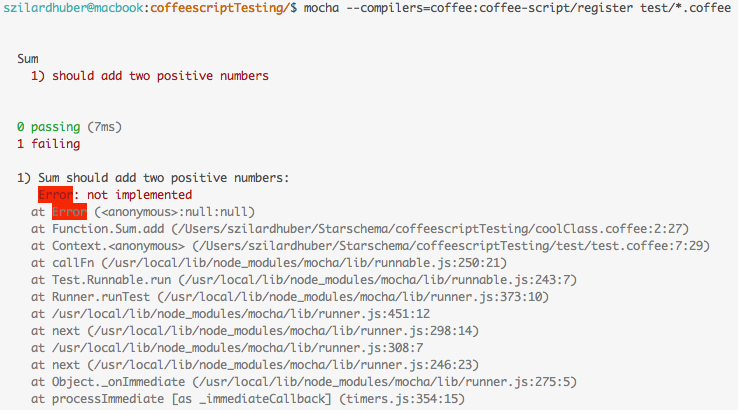 szilardhuber@macbook:coffeescriptTesting/$ mocha --compilers=coffee:coffee-script/register test/*.coffee
Sum
1) should add two positive numbers
0 passing (7ms)
1 failing
1) Sum should add two positive numbers:
Error: not implemented
at Error (<anonymous>:null:null)
at Function.Sum.add (/Users/szilardhuber/Starschema/coffeescriptTesting/coolClass.coffee:2:27)
at Context.<anonymous> (/Users/szilardhuber/Starschema/coffeescriptTesting/test/test.coffee:7:29)
at callFn (/usr/local/lib/node_modules/mocha/lib/runnable.js:250:21)
at Test.Runnable.run (/usr/local/lib/node_modules/mocha/lib/runnable.js:243:7)
at Runner.runTest (/usr/local/lib/node_modules/mocha/lib/runner.js:373:10)
at /usr/local/lib/node_modules/mocha/lib/runner.js:451:12
at next (/usr/local/lib/node_modules/mocha/lib/runner.js:298:14)
at /usr/local/lib/node_modules/mocha/lib/runner.js:308:7
at next (/usr/local/lib/node_modules/mocha/lib/runner.js:246:23)
at Object._onImmediate (/usr/local/lib/node_modules/mocha/lib/runner.js:275:5)
at processImmediate [as _immediateCallback] (timers.js:354:15)